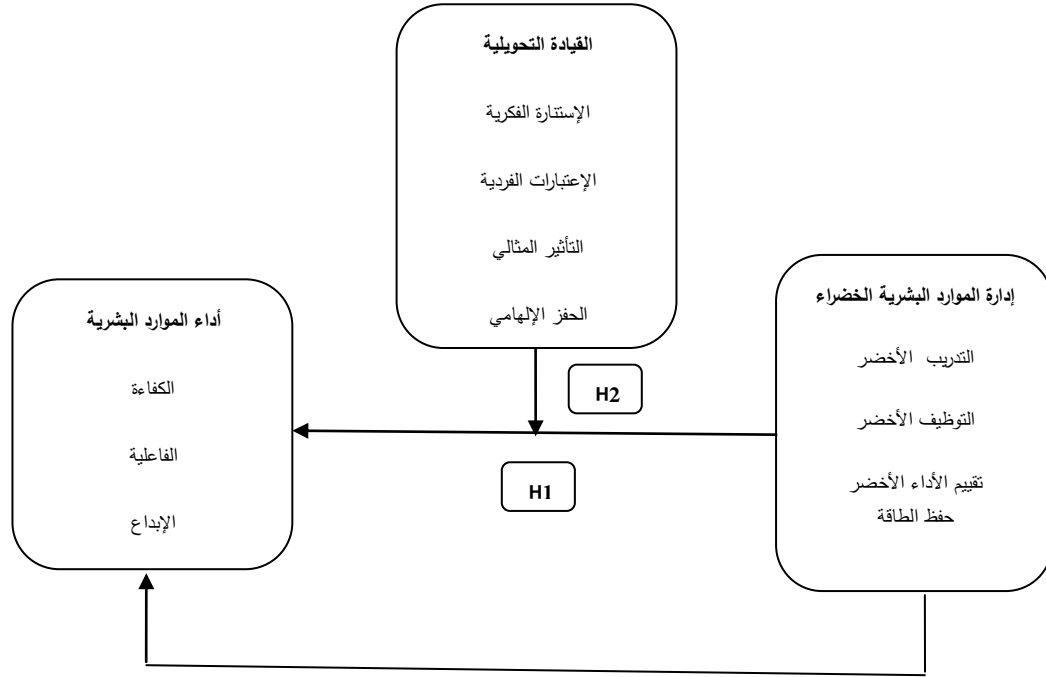 القيادة التحويلية
الإستثارة الفكرية
الإعتبارات الفردية
التأثير المثالي
الحفز الإلهامي
إدارة الموارد البشرية الخضراء
التدريب الأخضر
التوظيف الأخضر
تقييم الأداء الأخضر
حفظ الطاقة
أداء الموارد البشرية
الكفاءة
الفاعلية
الإبداع
H2
H1